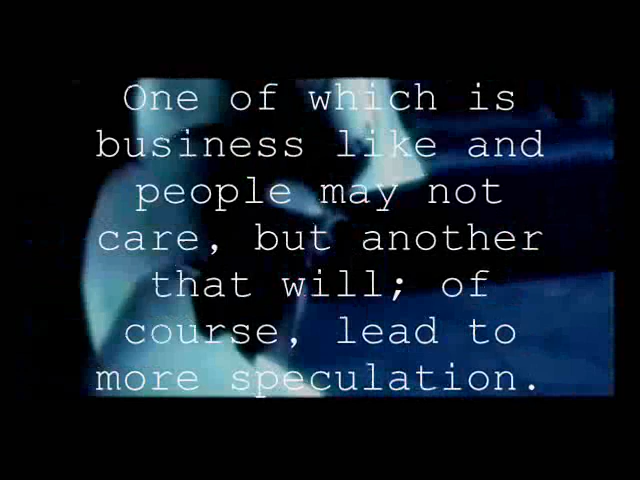 One of which is
business like and
people may not
care, but another
that will; of
course, lead to
more speculation.